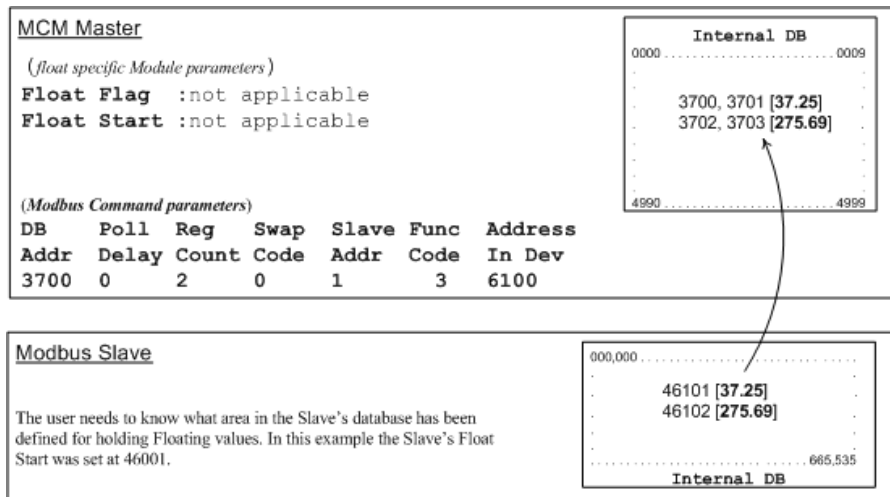 MCM Master
(float specific Module parameters)
Float Flag :not applicable
Float Start :not applicable
(Modbus Command parameters)
DB Poll Reg Swap Slave Func Address
Addr Delay Count Code Addr Code In Dev
3700 0 2 0 1 3 6100
Internal DB
0000 ........................ 0009
3700, 3701 [37.25]
3702, 3703 [275.69]
4990 ........................ 4999
Modbus Slave
The user needs to know what area in the Slave's database has been
defined for holding Floating values. In this example the Slave's Float
Start was set at 46001.
000,000 ................................
46101 [37.25]
46102 [275.69]
................................ 665,535
Internal DB